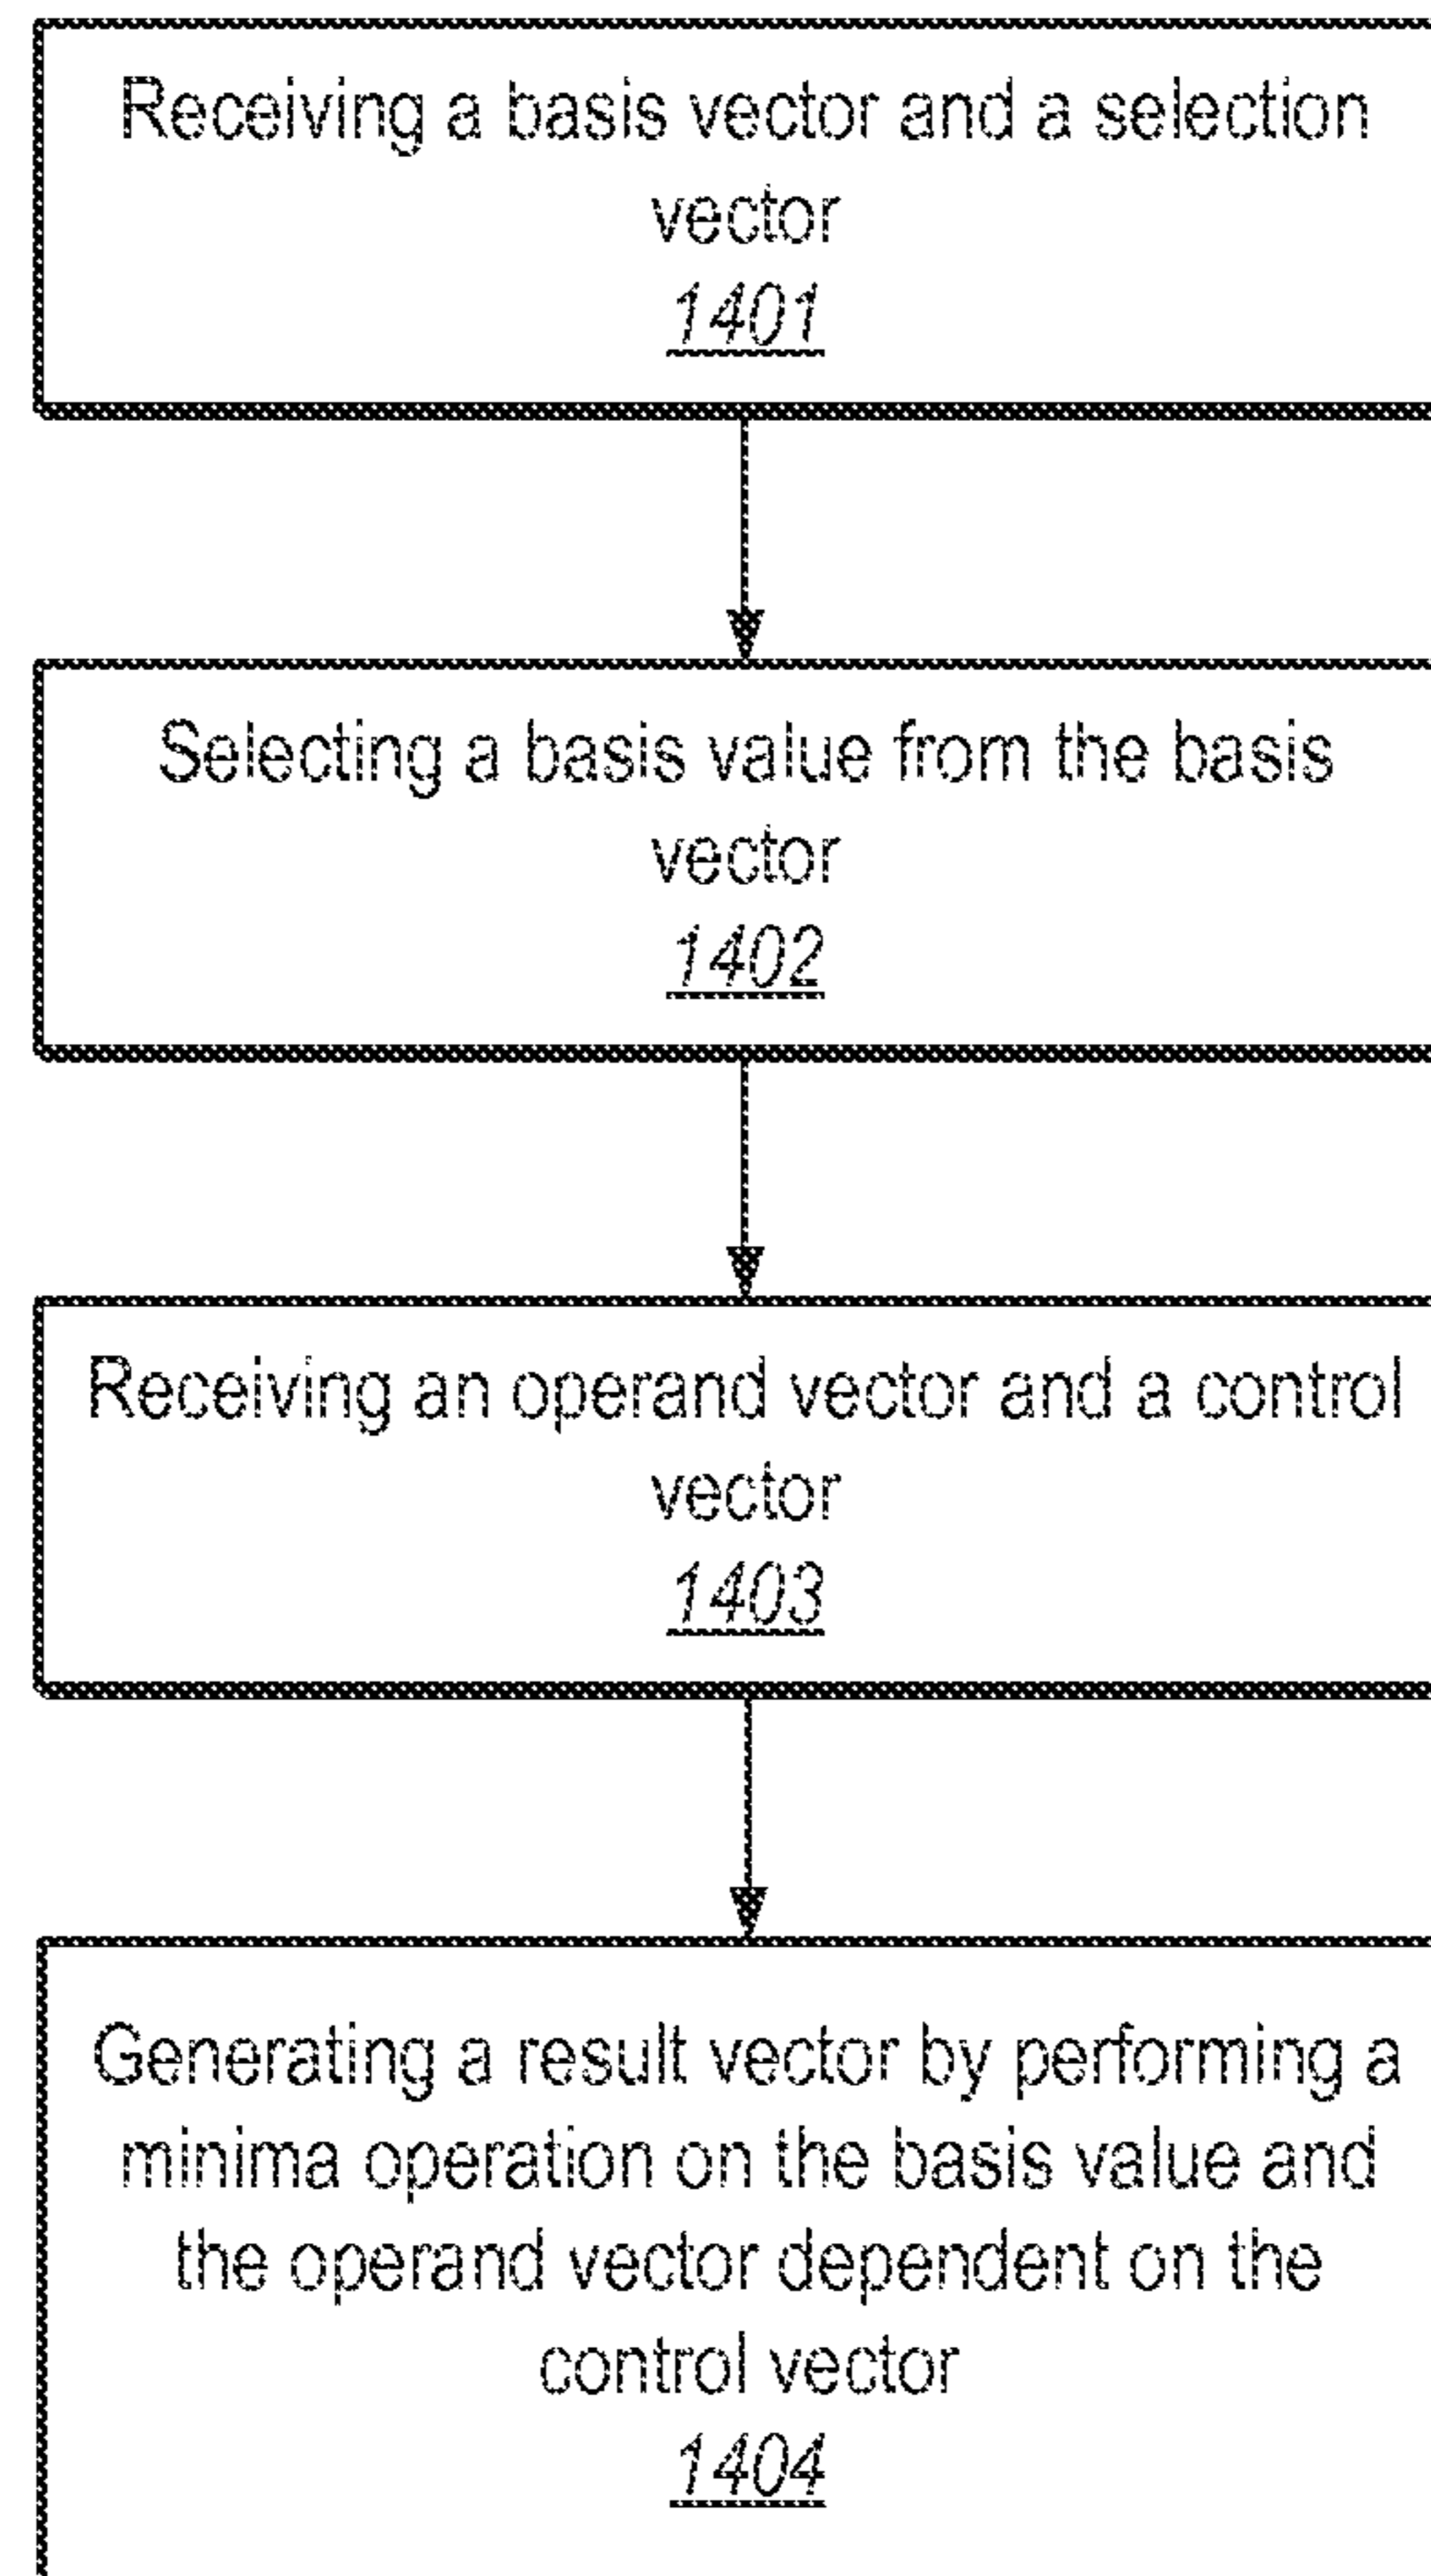 Receiving a basis vector and a selection
vector
1401
Selecting a basis value from the basis
vector
1402
Receiving an operand vector and a control
vector
1403
Generating a result vector by performing a
minima operation on the basis value and
the operand vector dependent on the
control vector
1404